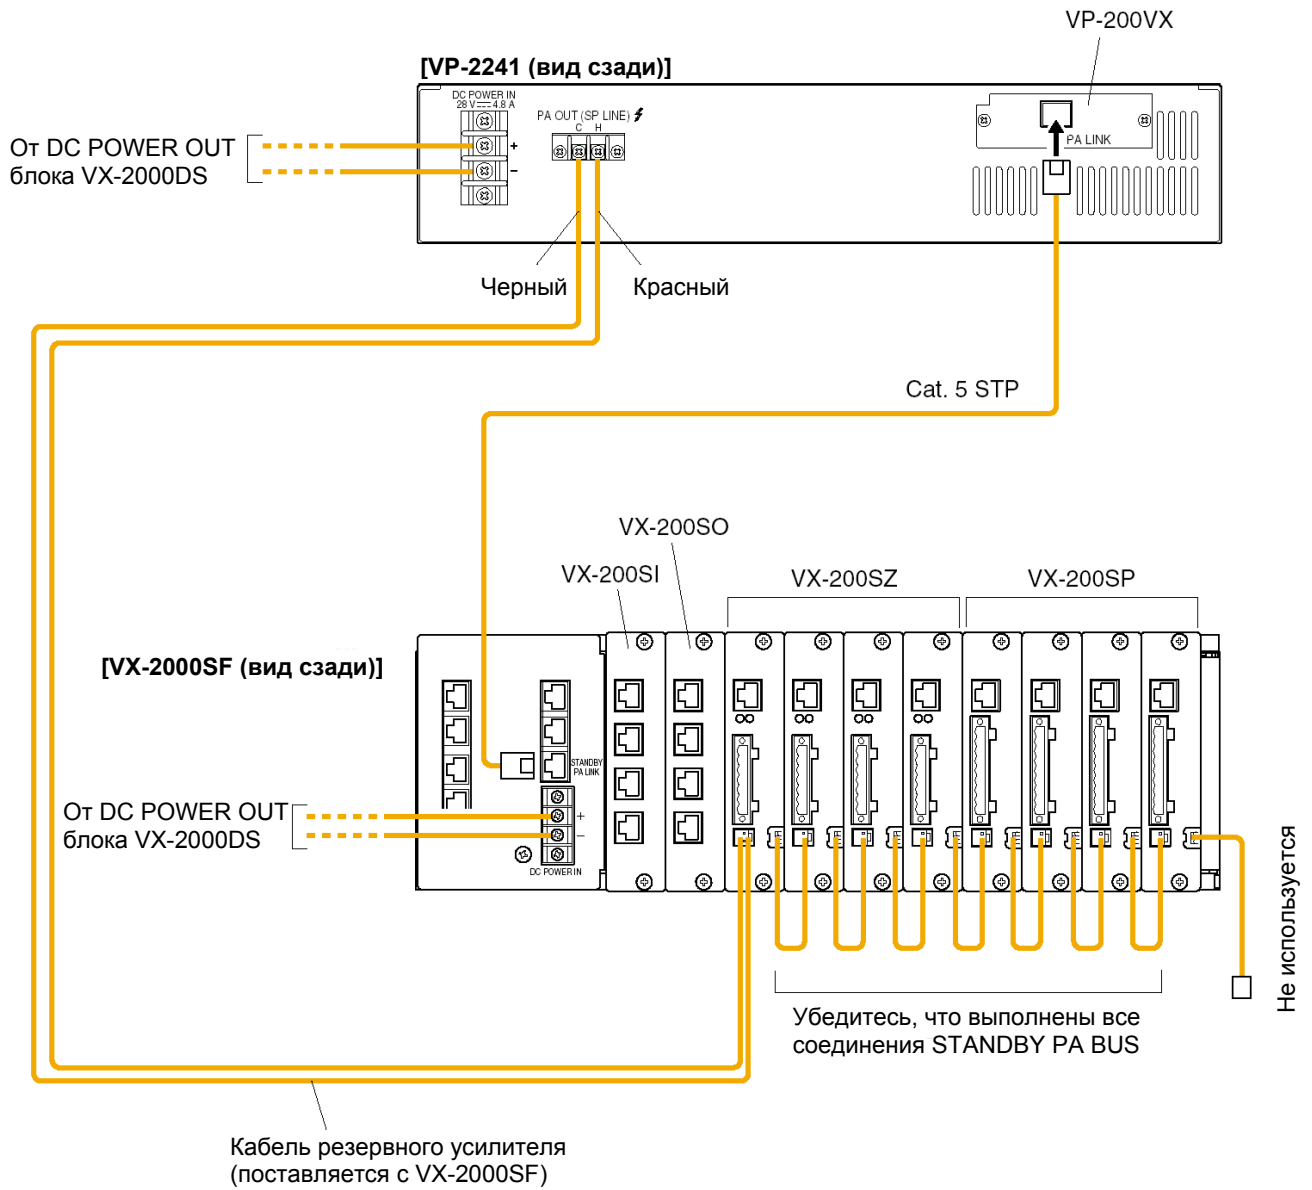 VP-200VX
[VP-2241 (вид сзади)]
DC POWER IN
28 V 4.8 A
PA OUT (SP LINE)
C H
+
−
PA LINK
От DC POWER OUT
блока VX-2000DS
Черный
Красный
Cat. 5 STP
VX-200SO
VX-200SI
VX-200SZ
VX-200SP
[VX-2000SF (вид сзади)]
STANDBY
PA LINK
От DC POWER OUT
блока VX-2000DS
+
−
DC POWER IN
Не используется
Убедитесь, что выполнены все
соединения STANDBY PA BUS
Кабель резервного усилителя
(поставляется с VX-2000SF)